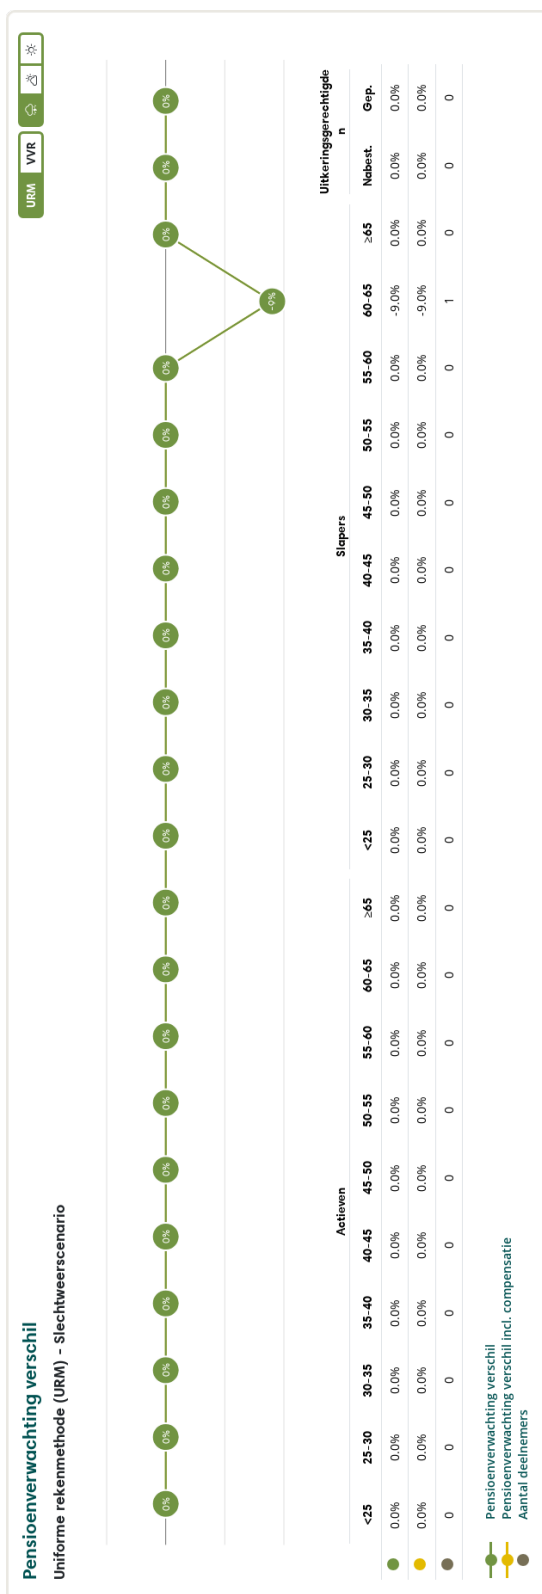 Pensioenverwachting verschil
Uniforme rekenmethode (URM) - Slechtweerscenario
URM VVR
0% 0% 0% 0% 0% 0% 0% 0% 0% 0% 0% 0% 0% 0% 0% 0% 0% 0% -9% 0% 0% 0%
Actieven Slapers Uitkeringsgerechtigde
n
<25 25-30 30-35 35-40 40-45 45-50 50-55 55-60 60-65 ≥65 <25 25-30 30-35 35-40 40-45 45-50 50-55 55-60 60-65 ≥65 Nabest. Gep.
0.0% 0.0% 0.0% 0.0% 0.0% 0.0% 0.0% 0.0% 0.0% 0.0% 0.0% 0.0% 0.0% 0.0% 0.0% 0.0% 0.0% 0.0% -9.0% 0.0% 0.0% 0.0%
0.0% 0.0% 0.0% 0.0% 0.0% 0.0% 0.0% 0.0% 0.0% 0.0% 0.0% 0.0% 0.0% 0.0% 0.0% 0.0% 0.0% 0.0% -9.0% 0.0% 0.0% 0.0%
0 0 0 0 0 0 0 0 0 0 0 0 0 0 0 0 0 0 1 0 0 0
Pensioenverwachting verschil
Pensioenverwachting verschil incl. compensatie
Aantal deelnemers